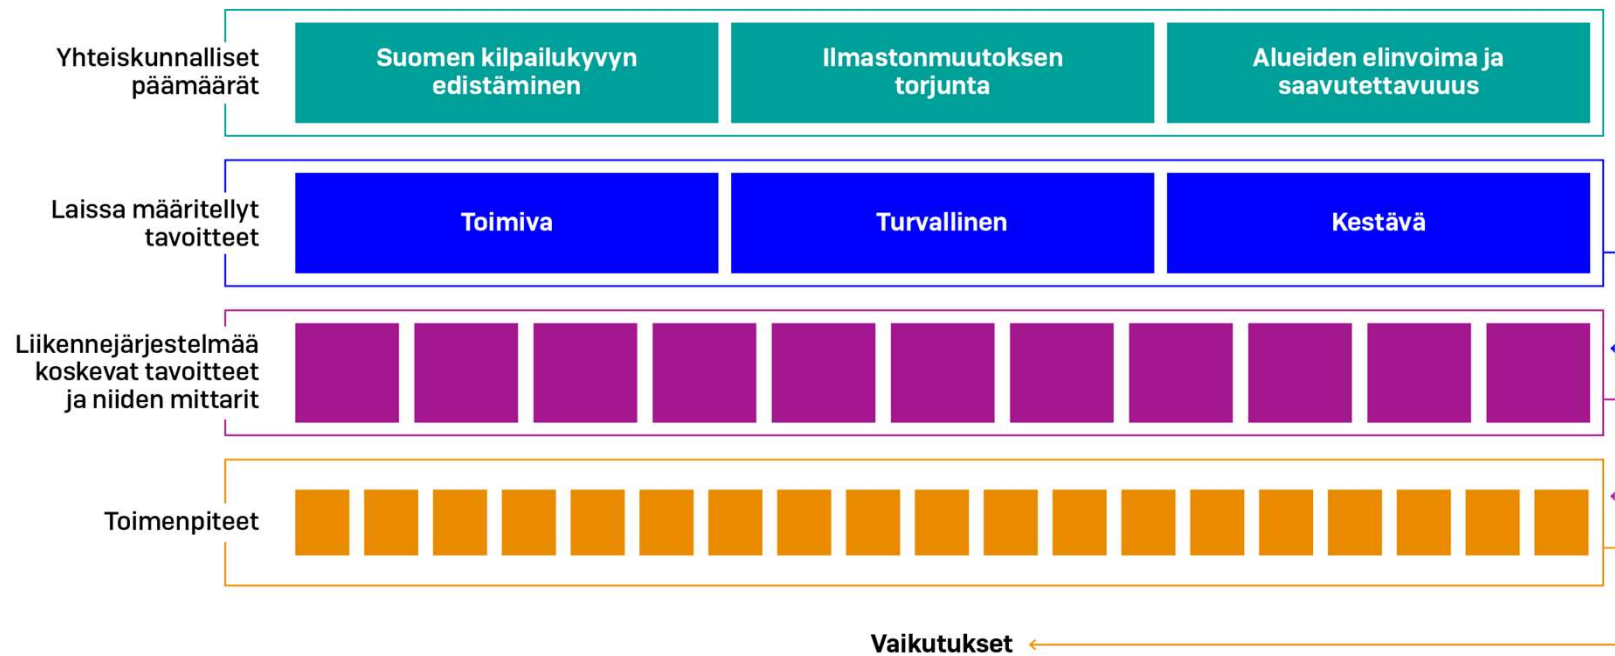 Yhteiskunnalliset
päämäärät
Suomen kilpailukyvyn
edistäminen
Ilmastonmuutoksen
torjunta
Alueiden elinvoima ja
saavutettavuuus
Laissa määritellyt
tavoitteet
Toimiva
Turvallinen
Kestävä
Liikennejärjestelmää
koskevat tavoitteet
ja niiden mittarit
Toimenpiteet
Vaikutukset